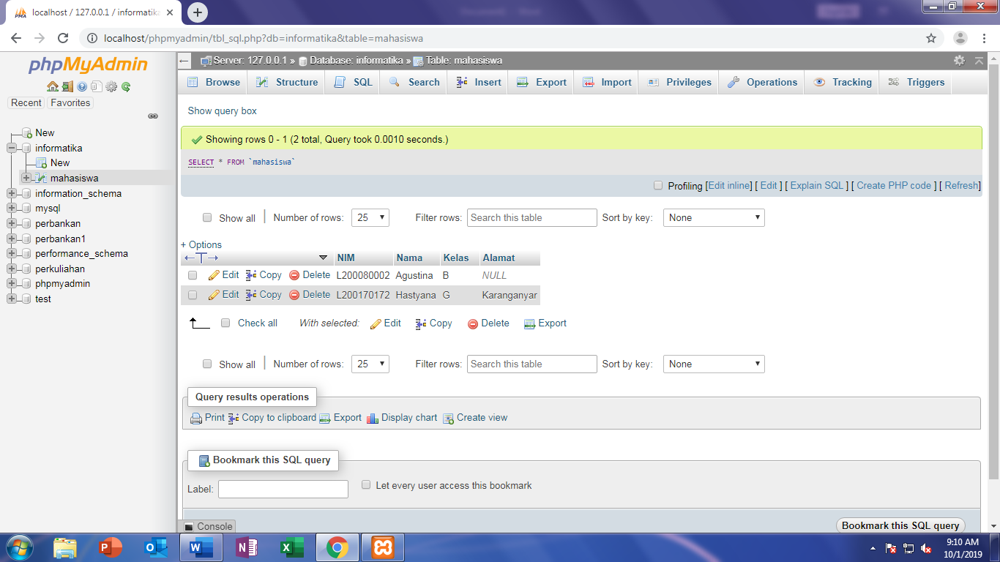 localhost / 127.0.0.1 / informatika
localhost/phpmyadmin/tbl_sql.php?db=informatika&table=mahasiswa
phpMyAdmin
Recent Favorites
New
informatika
New
mahasiswa
information_schema
mysql
perbankan
perbankan1
performance_schema
perkuliahan
phpmyadmin
test
Server: 127.0.0.1 » Database: informatika » Table: mahasiswa
Browse Structure SQL Search Insert Export Import Privileges Operations Tracking Triggers
Show query box
Showing rows 0 - 1 (2 total, Query took 0.0010 seconds.)
SELECT * FROM `mahasiswa`
Profiling [Edit inline] [ Edit ] [ Explain SQL ] [ Create PHP code ] [ Refresh]
Show all | Number of rows: 25 Filter rows: Search this table Sort by key: None
+ Options
←T→ NIM Nama Kelas Alamat
Edit Copy Delete L200080002 Agustina B NULL
Edit Copy Delete L200170172 Hastyana G Karanganyar
Check all With selected: Edit Copy Delete Export
Show all | Number of rows: 25 Filter rows: Search this table Sort by key: None
Query results operations
Print Copy to clipboard Export Display chart Create view
Bookmark this SQL query
Label: Let every user access this bookmark
Console
Bookmark this SQL query
9:10 AM
10/1/2019